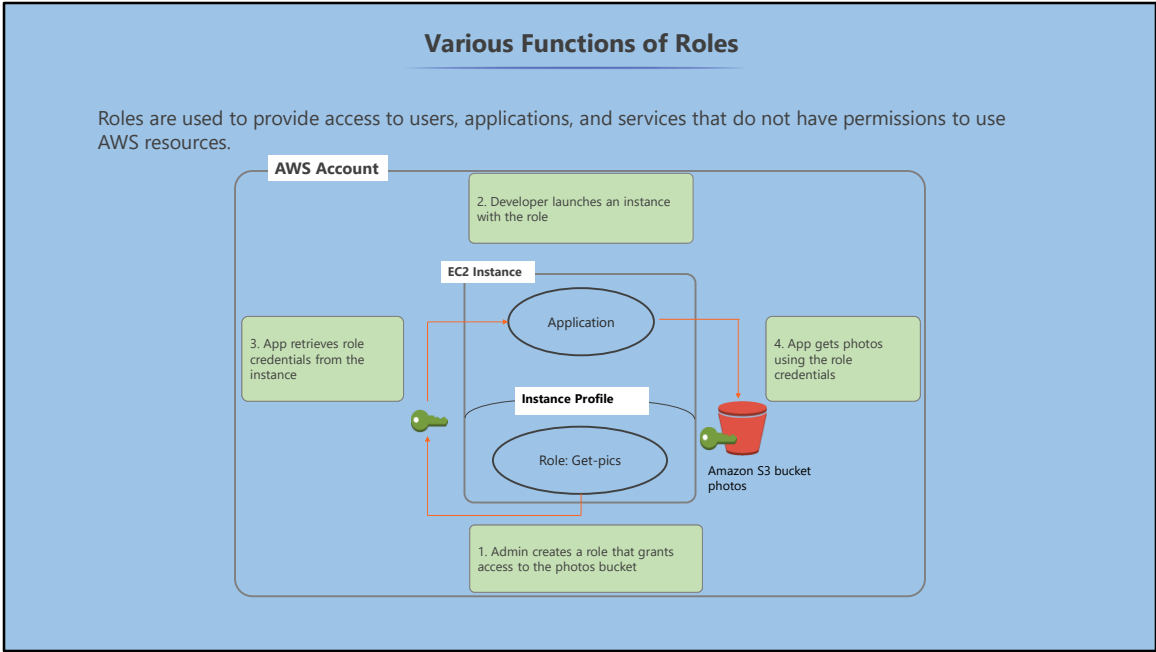 Various Functions of Roles
Roles are used to provide access to users, applications, and services that do not have permissions to use
AWS resources.
AWS Account
2. Developer launches an instance
with the role
EC2 Instance
Application
3. App retrieves role
credentials from the
instance
4. App gets photos
using the role
credentials
Instance Profile
Role: Get-pics
Amazon S3 bucket
photos
1. Admin creates a role that grants
access to the photos bucket